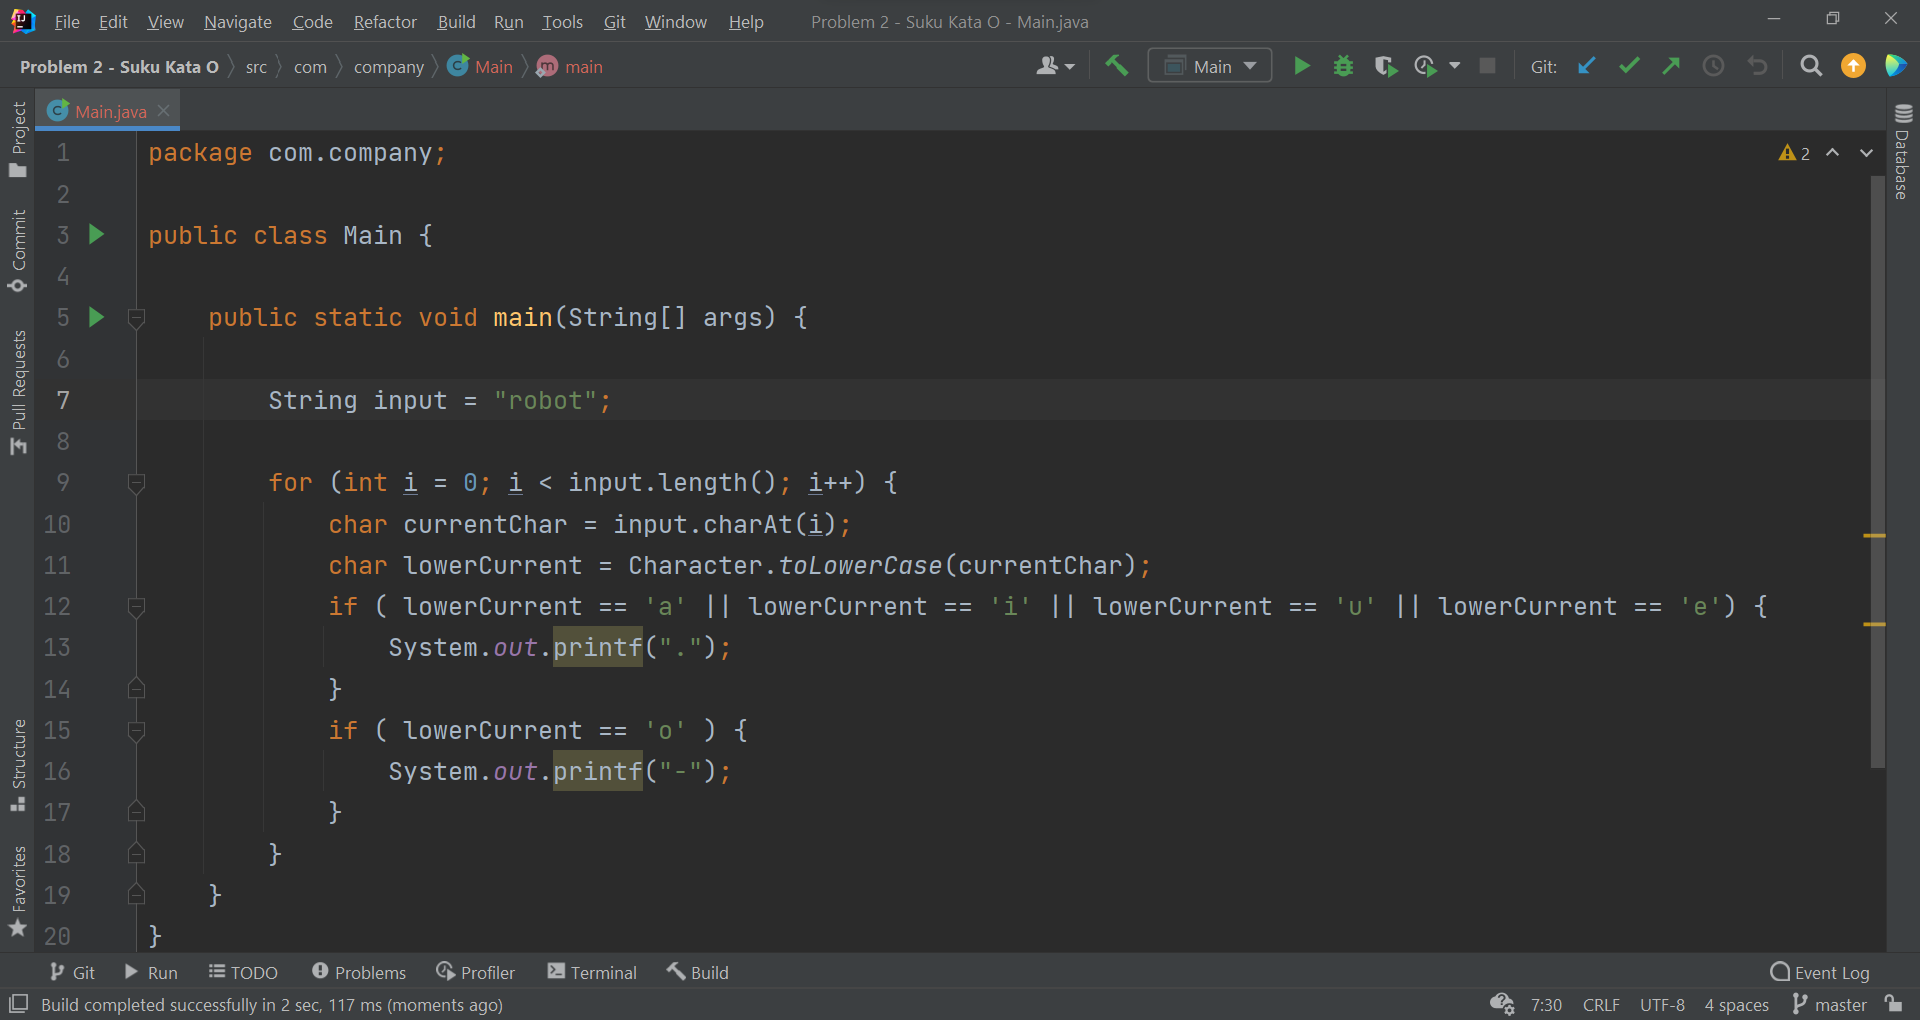 File Edit View Navigate Code Refactor Build Run Tools Git Window Help Problem 2 - Suku Kata O - Main.java
Problem 2 - Suku Kata O src com company Main main Main Git:
Main.java
Project
Commit
Pull Requests
Structure
Favorites
Database
2
1 package com.company;
2
3 public class Main {
4
5     public static void main(String[] args) {
6
7         String input = "robot";
8
9         for (int i = 0; i < input.length(); i++) {
10             char currentChar = input.charAt(i);
11             char lowerCurrent = Character.toLowerCase(currentChar);
12             if ( lowerCurrent == 'a' || lowerCurrent == 'i' || lowerCurrent == 'u' || lowerCurrent == 'e') {
13                 System.out.printf(".");
14             }
15             if ( lowerCurrent == 'o' ) {
16                 System.out.printf("-");
17             }
18         }
19     }
20 }
Git Run TODO Problems Profiler Terminal Build Event Log
Build completed successfully in 2 sec, 117 ms (moments ago) 7:30 CRLF UTF-8 4 spaces master